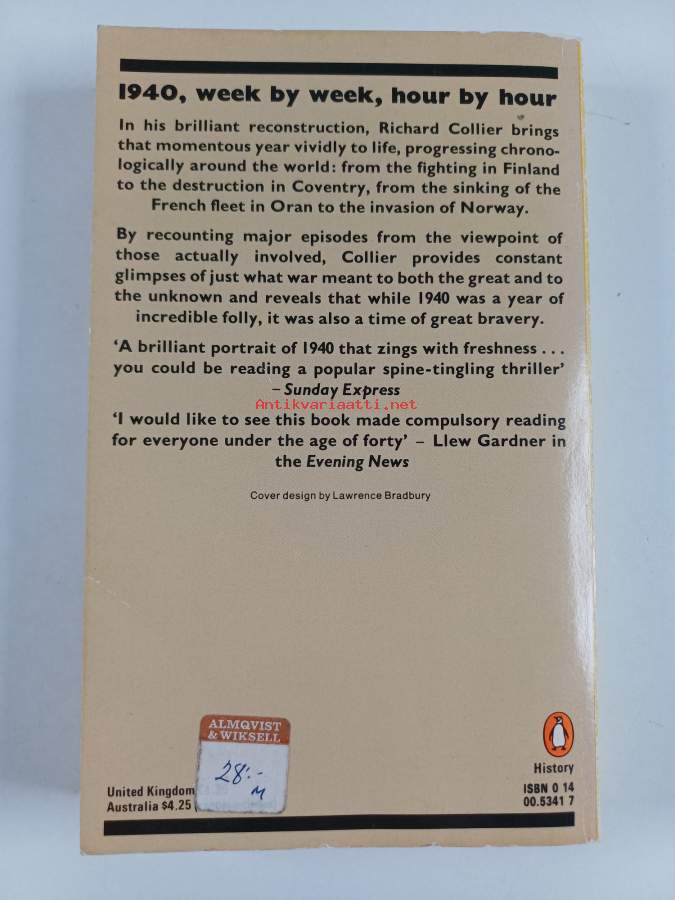 1940, week by week, hour by hour
In his brilliant reconstruction, Richard Collier brings
that momentous year vividly to life, progressing chrono-
logically around the world: from the fighting in Finland
to the destruction in Coventry, from the sinking of the
French fleet in Oran to the invasion of Norway.
By recounting major episodes from the viewpoint of
those actually involved, Collier provides constant
glimpses of just what war meant to both the great and to
the unknown and reveals that while 1940 was a year of
incredible folly, it was also a time of great bravery.
‘A brilliant portrait of 1940 that zings with freshness . . .
you could be reading a popular spine-tingling thriller’
– Sunday Express
Antikvariaatti.net
‘I would like to see this book made compulsory reading
for everyone under the age of forty’ – Llew Gardner in
the Evening News
Cover design by Lawrence Bradbury
ALMQVIST
& WIKSELL
28:-
M
United Kingdom
Australia $4.25
History
ISBN 0 14
00.5341 7